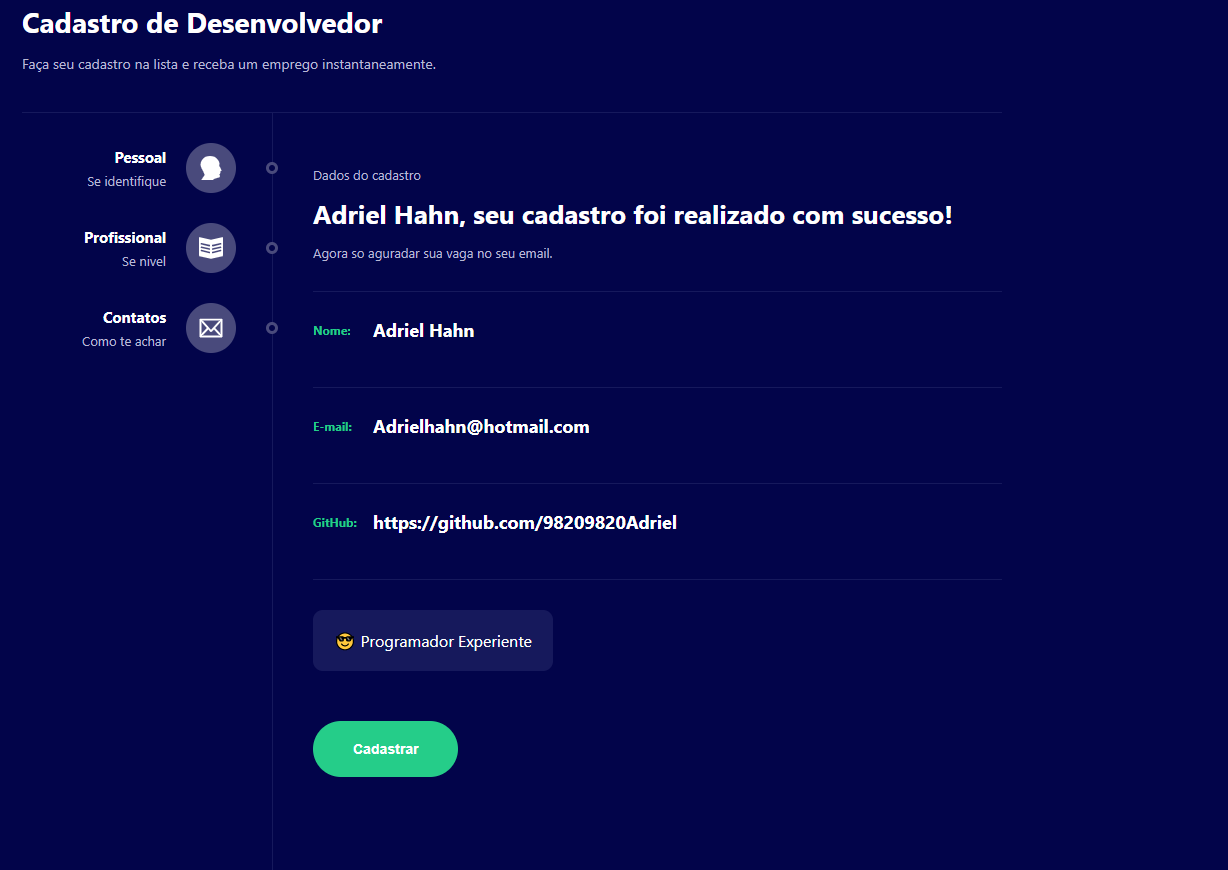 Cadastro de Desenvolvedor
Faça seu cadastro na lista e receba um emprego instantaneamente.
Pessoal
Se identifique
Profissional
Se nivel
Contatos
Como te achar
Dados do cadastro
Adriel Hahn, seu cadastro foi realizado com sucesso!
Agora so aguradar sua vaga no seu email.
Nome: Adriel Hahn
E-mail: Adrielhahn@hotmail.com
GitHub: https://github.com/98209820Adriel
😎 Programador Experiente
Cadastrar